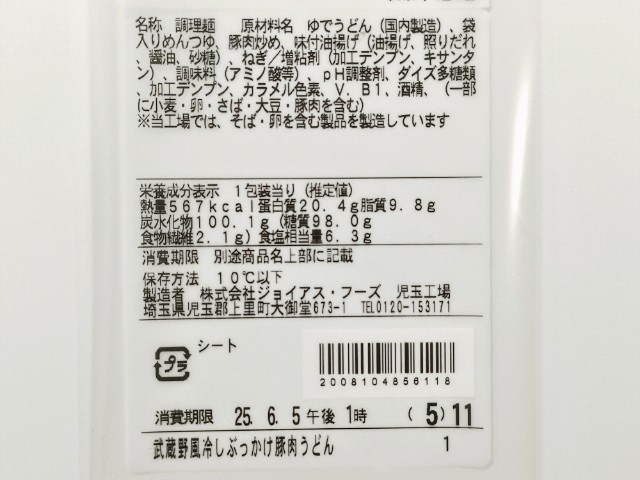 名称　調理麺　原材料名　ゆでうどん（国内製造）、袋
入りめんつゆ、豚肉炒め、味付油揚げ（油揚げ、照りだれ
、醤油、砂糖）、ねぎ／増粘剤（加工デンプン、キサンタ
ン）、調味料（アミノ酸等）、ｐＨ調整剤、ダイズ多糖類
、加工デンプン、カラメル色素、Ｖ．Ｂ１、酒精、（一部
に小麦・卵・さば・大豆・豚肉を含む）
※当工場では、そば・卵を含む製品を製造しています
栄養成分表示　１包装当り（推定値）
熱量５６７ｋｃａｌ蛋白質２０．４ｇ脂質９．８ｇ
炭水化物１００．１ｇ（糖質９８．０ｇ
食物繊維２．１ｇ）食塩相当量６．３ｇ
消費期限　別途商品名上部に記載
保存方法　１０℃以下
製造者　株式会社ジョイアス・フーズ　児玉工場
埼玉県児玉郡上里町大御堂673-1　TEL0120-153171
プラ　シート
2008104856118
消費期限　25. 6. 5午後 1時　(5)11
武蔵野風冷しぶっかけ豚肉うどん　1